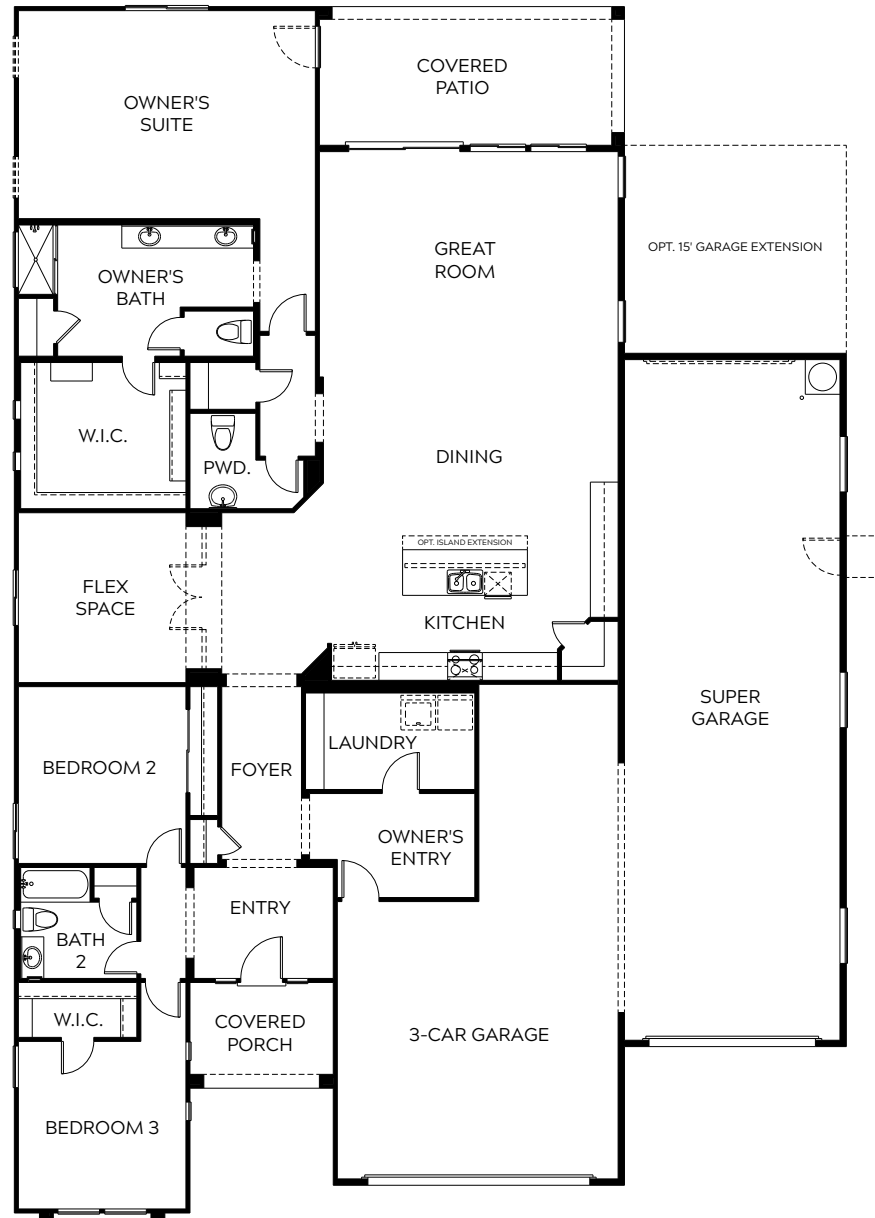 COVERED
PATIO
OWNER'S
SUITE
OPT. 15' GARAGE EXTENSION
GREAT
ROOM
OWNER'S
BATH
W.I.C.
DINING
PWD.
OPT. ISLAND EXTENSION
FLEX
SPACE
KITCHEN
SUPER
GARAGE
LAUNDRY
BEDROOM 2
FOYER
OWNER'S
ENTRY
ENTRY
BATH
2
W.I.C.
COVERED
PORCH
3-CAR GARAGE
BEDROOM 3